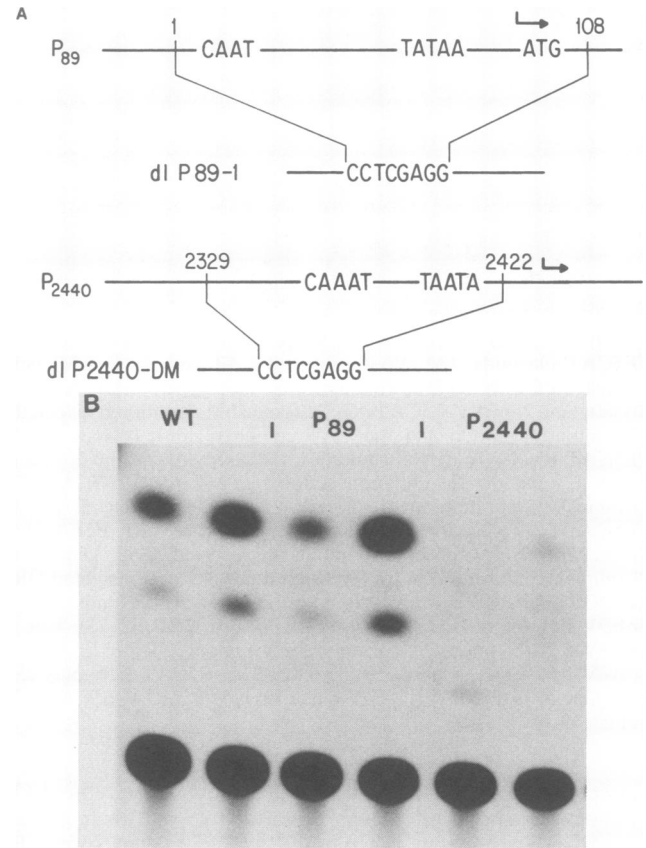 A
1 108
P89 CAAT TATAA ATG
dl P89-1 CCTCGAGG
2329 2422
P2440 CAAAT TAATA
dl P2440-DM CCTCGAGG
B
WT I P89 I P2440